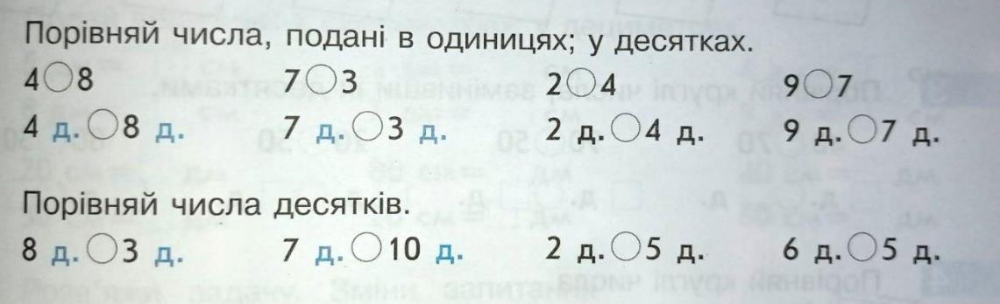 Порівняй числа, подані в одиницях; у десятках.
4◯8 7◯3 2◯4 9◯7
4 д.◯8 д. 7 д.◯3 д. 2 д.◯4 д. 9 д.◯7 д.
Порівняй числа десятків.
8 д.◯3 д. 7 д.◯10 д. 2 д.◯5 д. 6 д.◯5 д.